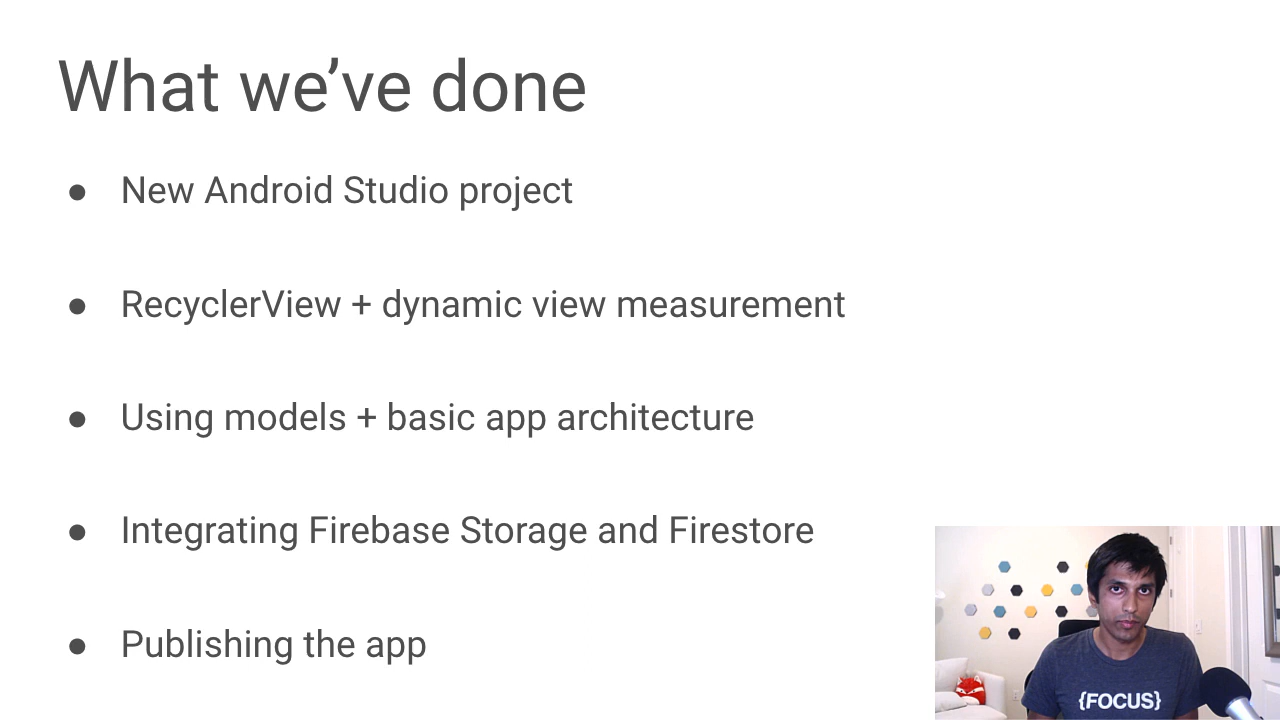 What we’ve done
● New Android Studio project
● RecyclerView + dynamic view measurement
● Using models + basic app architecture
● Integrating Firebase Storage and Firestore
● Publishing the app
{FOCUS}